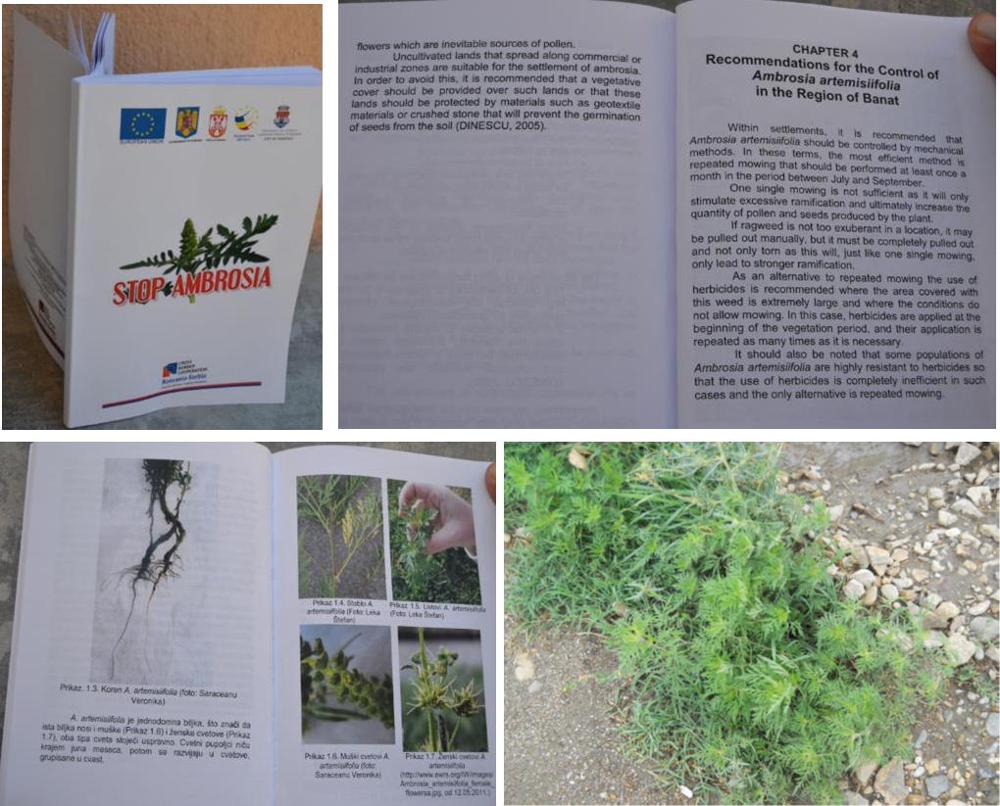 EUROPEAN UNION
STOP AMBROSIA
CROSS
BORDER
COOPERATION
Romania-Serbia
flowers which are inevitable sources of pollen.
Uncultivated lands that spread along commercial or
industrial zones are suitable for the settlement of ambrosia.
In order to avoid this, it is recommended that a vegetative
cover should be provided over such lands or that these
lands should be protected by materials such as geotextile
materials or crushed stone that will prevent the germination
of seeds from the soil (DINESCU, 2005).
CHAPTER 4
Recommendations for the Control of
Ambrosia artemisiifolia
in the Region of Banat
Within settlements, it is recommended that
Ambrosia artemisiifolia should be controlled by mechanical
methods. In these terms, the most efficient method is
repeated mowing that should be performed at least once a
month in the period between July and September.
One single mowing is not sufficient as it will only
stimulate excessive ramification and ultimately increase the
quantity of pollen and seeds produced by the plant.
If ragweed is not too exuberant in a location, it may
be pulled out manually, but it must be completely pulled out
and not only torn as this will, just like one single mowing,
only lead to stronger ramification.
As an alternative to repeated mowing the use of
herbicides is recommended where the area covered with
this weed is extremely large and where the conditions do
not allow mowing. In this case, herbicides are applied at the
beginning of the vegetation period, and their application is
repeated as many times as it is necessary.
It should also be noted that some populations of
Ambrosia artemisiifolia are highly resistant to herbicides so
that the use of herbicides is completely inefficient in such
cases and the only alternative is repeated mowing.
Prikaz. 1.3. Koren A. artemisiifolia (foto: Saraceanu
Veronika)
A. artemisiifolia je jednodomna biljka, što znači da
ista biljka nosi i muške (Prikaz 1.6) i ženske cvetove (Prikaz
1.7), oba tipa cveta stojeći uspravno. Cvetni pupoljci niču
krajem juna meseca, potom se razvijaju u cvetove,
grupisane u cvast.
Prikaz 1.4. Stablo A.
artemisiifolia (Foto: Leka
Štefan)
Prikaz 1.5. Listovi A. artemisiifolia
(Foto: Leka Štefan)
Prikaz 1.6. Muški cvetovi A.
artemisiifolia (foto:
Saraceanu Veronika)
Prikaz 1.7. Ženski cvetovi A.
artemisiifolia
(http://www.ewrs.org/IW/images/
Ambrosia_artemisiifolia_female_
flowersa.jpg, od 12.05.2011.)